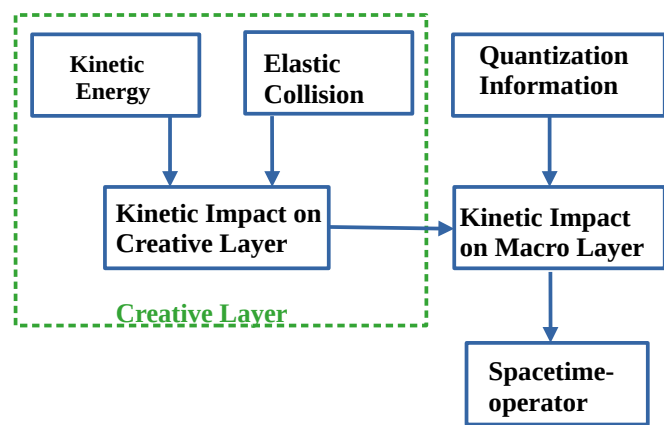 Kinetic
Energy
Elastic
Collision
Quantization
Information
Kinetic Impact on
Creative Layer
Kinetic Impact
on Macro Layer
Creative Layer
Spacetime-
operator